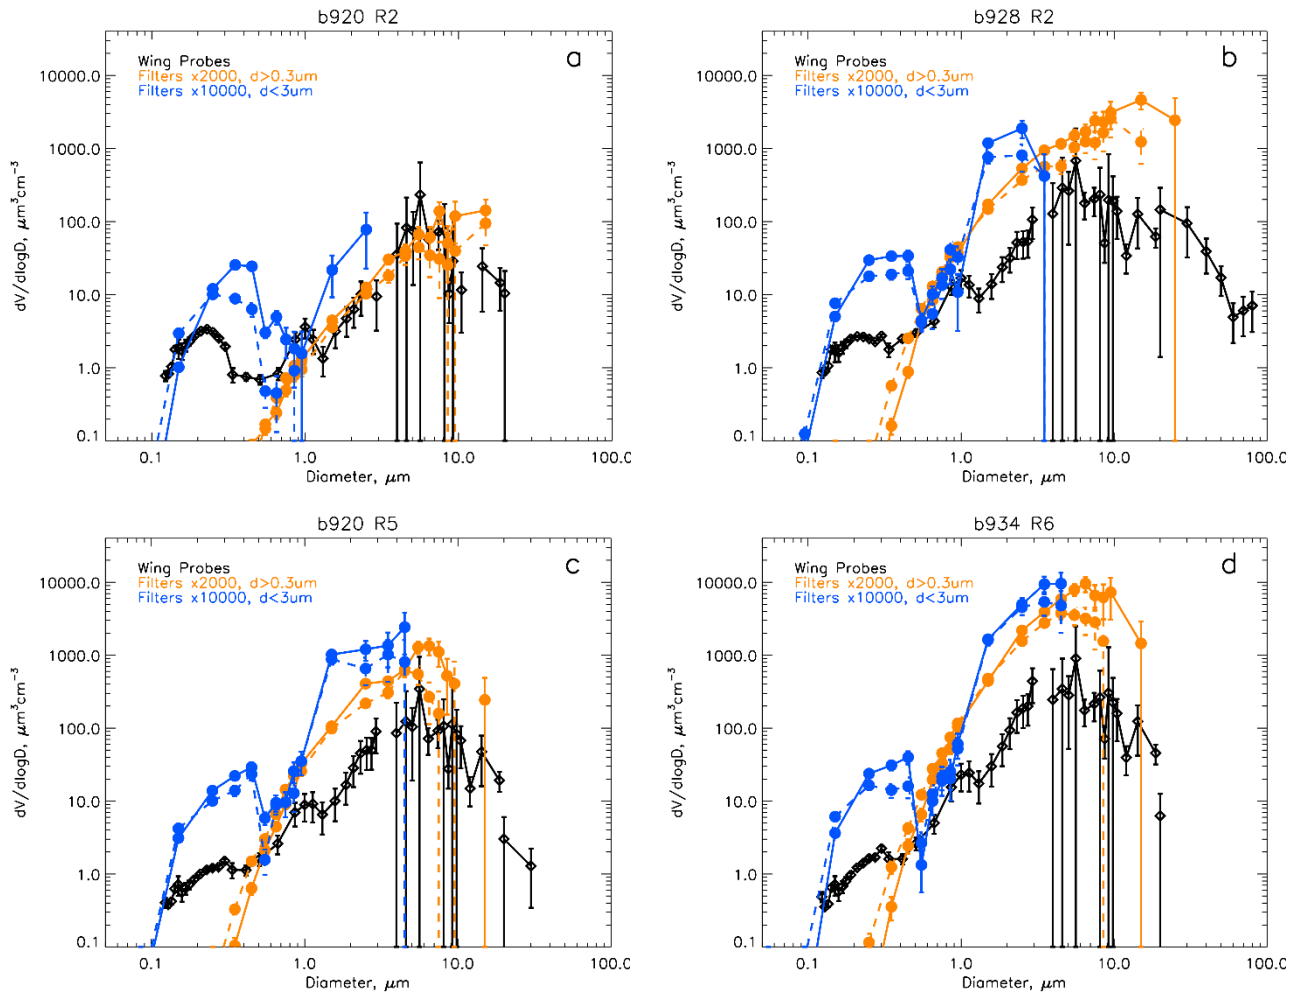 b920 R2
a
Wing Probes
Filters x2000, d>0.3um
Filters x10000, d<3um
10000.0
1000.0
100.0
10.0
1.0
0.1
dV/dlogD, μm³cm⁻³
0.1 1.0 10.0 100.0
Diameter, μm
b928 R2
b
Wing Probes
Filters x2000, d>0.3um
Filters x10000, d<3um
10000.0
1000.0
100.0
10.0
1.0
0.1
dV/dlogD, μm³cm⁻³
0.1 1.0 10.0 100.0
Diameter, μm
b920 R5
c
Wing Probes
Filters x2000, d>0.3um
Filters x10000, d<3um
10000.0
1000.0
100.0
10.0
1.0
0.1
dV/dlogD, μm³cm⁻³
0.1 1.0 10.0 100.0
Diameter, μm
b934 R6
d
Wing Probes
Filters x2000, d>0.3um
Filters x10000, d<3um
10000.0
1000.0
100.0
10.0
1.0
0.1
dV/dlogD, μm³cm⁻³
0.1 1.0 10.0 100.0
Diameter, μm